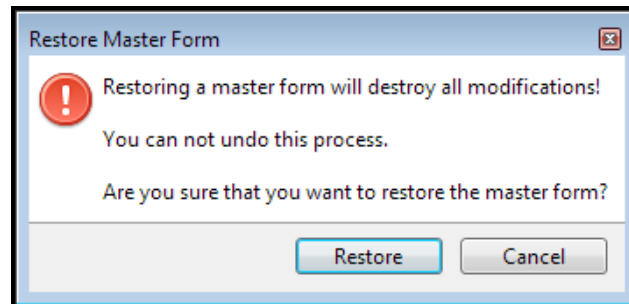 Restore Master Form
Restoring a master form will destroy all modifications!
You can not undo this process.
Are you sure that you want to restore the master form?
Restore
Cancel